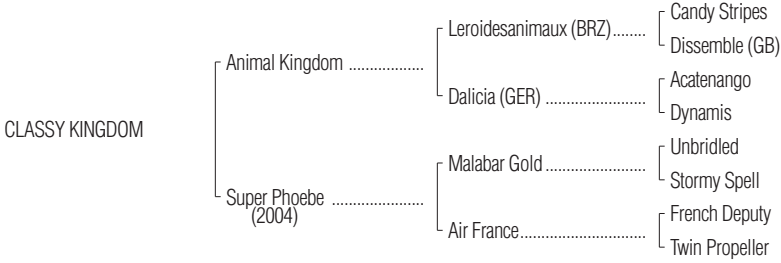 Candy Stripes
Leroidesanimaux (BRZ)........
Dissemble (GB)
Animal Kingdom ..................
Acatenango
Dalicia (GER) ........................
Dynamis
CLASSY KINGDOM
Unbridled
Malabar Gold ........................
Stormy Spell
Super Phoebe ......................
(2004)
French Deputy
Air France..............................
Twin Propeller